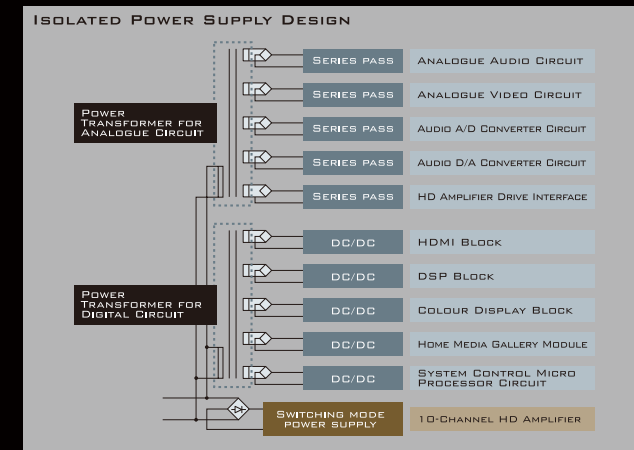 Isolated Power Supply Design
Power
Transformer for
Analogue Circuit
Series pass
Analogue Audio Circuit
Series pass
Analogue Video Circuit
Series pass
Audio A/D Converter Circuit
Series pass
Audio D/A Converter Circuit
Series pass
HD Amplifier Drive Interface
Power
Transformer for
Digital Circuit
DC/DC
HDMI Block
DC/DC
DSP Block
DC/DC
Colour Display Block
DC/DC
Home Media Gallery Module
DC/DC
System Control Micro
Processor Circuit
Switching mode
power supply
10-Channel HD Amplifier